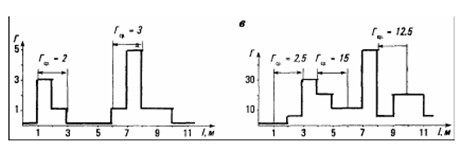 Г
5
3
1
Гср = 2
Гср = 3
1 3 5 7 9 11 l, м
в
Г
30
10
Гср = 2,5
Гср = 15
Гср = 12.5
1 3 5 7 9 11 l, м